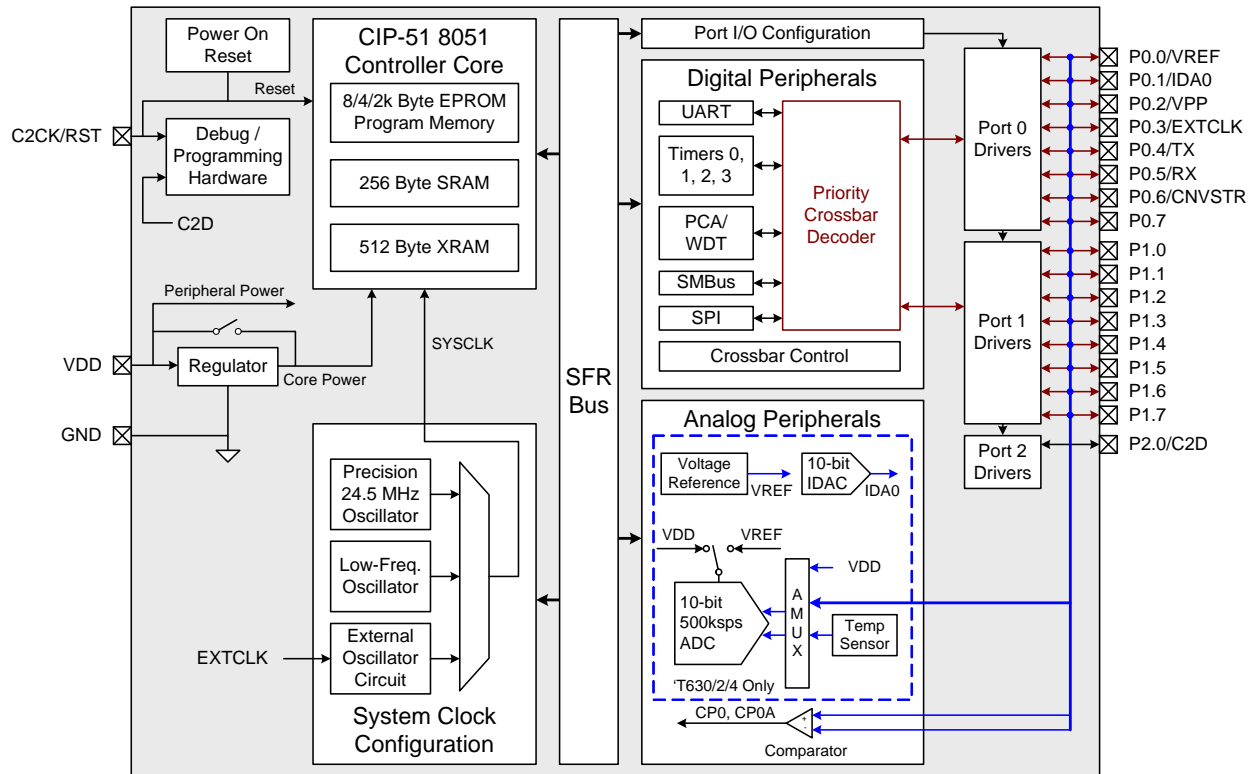 Power On
Reset
Reset
C2CK/RST
Debug /
Programming
Hardware
C2D
Peripheral Power
VDD
Regulator
Core Power
GND
CIP-51 8051
Controller Core
8/4/2k Byte EPROM
Program Memory
256 Byte SRAM
512 Byte XRAM
SYSCLK
Precision
24.5 MHz
Oscillator
Low-Freq.
Oscillator
External
Oscillator
Circuit
EXTCLK
System Clock
Configuration
SFR
Bus
Port I/O Configuration
Digital Peripherals
UART
Timers 0,
1, 2, 3
PCA/
WDT
SMBus
SPI
Priority
Crossbar
Decoder
Crossbar Control
Analog Peripherals
Voltage
Reference
VREF
10-bit
IDAC
IDA0
VDD
VREF
VDD
10-bit
500ksps
ADC
A
M
U
X
Temp
Sensor
‘T630/2/4 Only
CP0, CP0A
+
-
Comparator
Port 0
Drivers
Port 1
Drivers
Port 2
Drivers
P0.0/VREF
P0.1/IDA0
P0.2/VPP
P0.3/EXTCLK
P0.4/TX
P0.5/RX
P0.6/CNVSTR
P0.7
P1.0
P1.1
P1.2
P1.3
P1.4
P1.5
P1.6
P1.7
P2.0/C2D